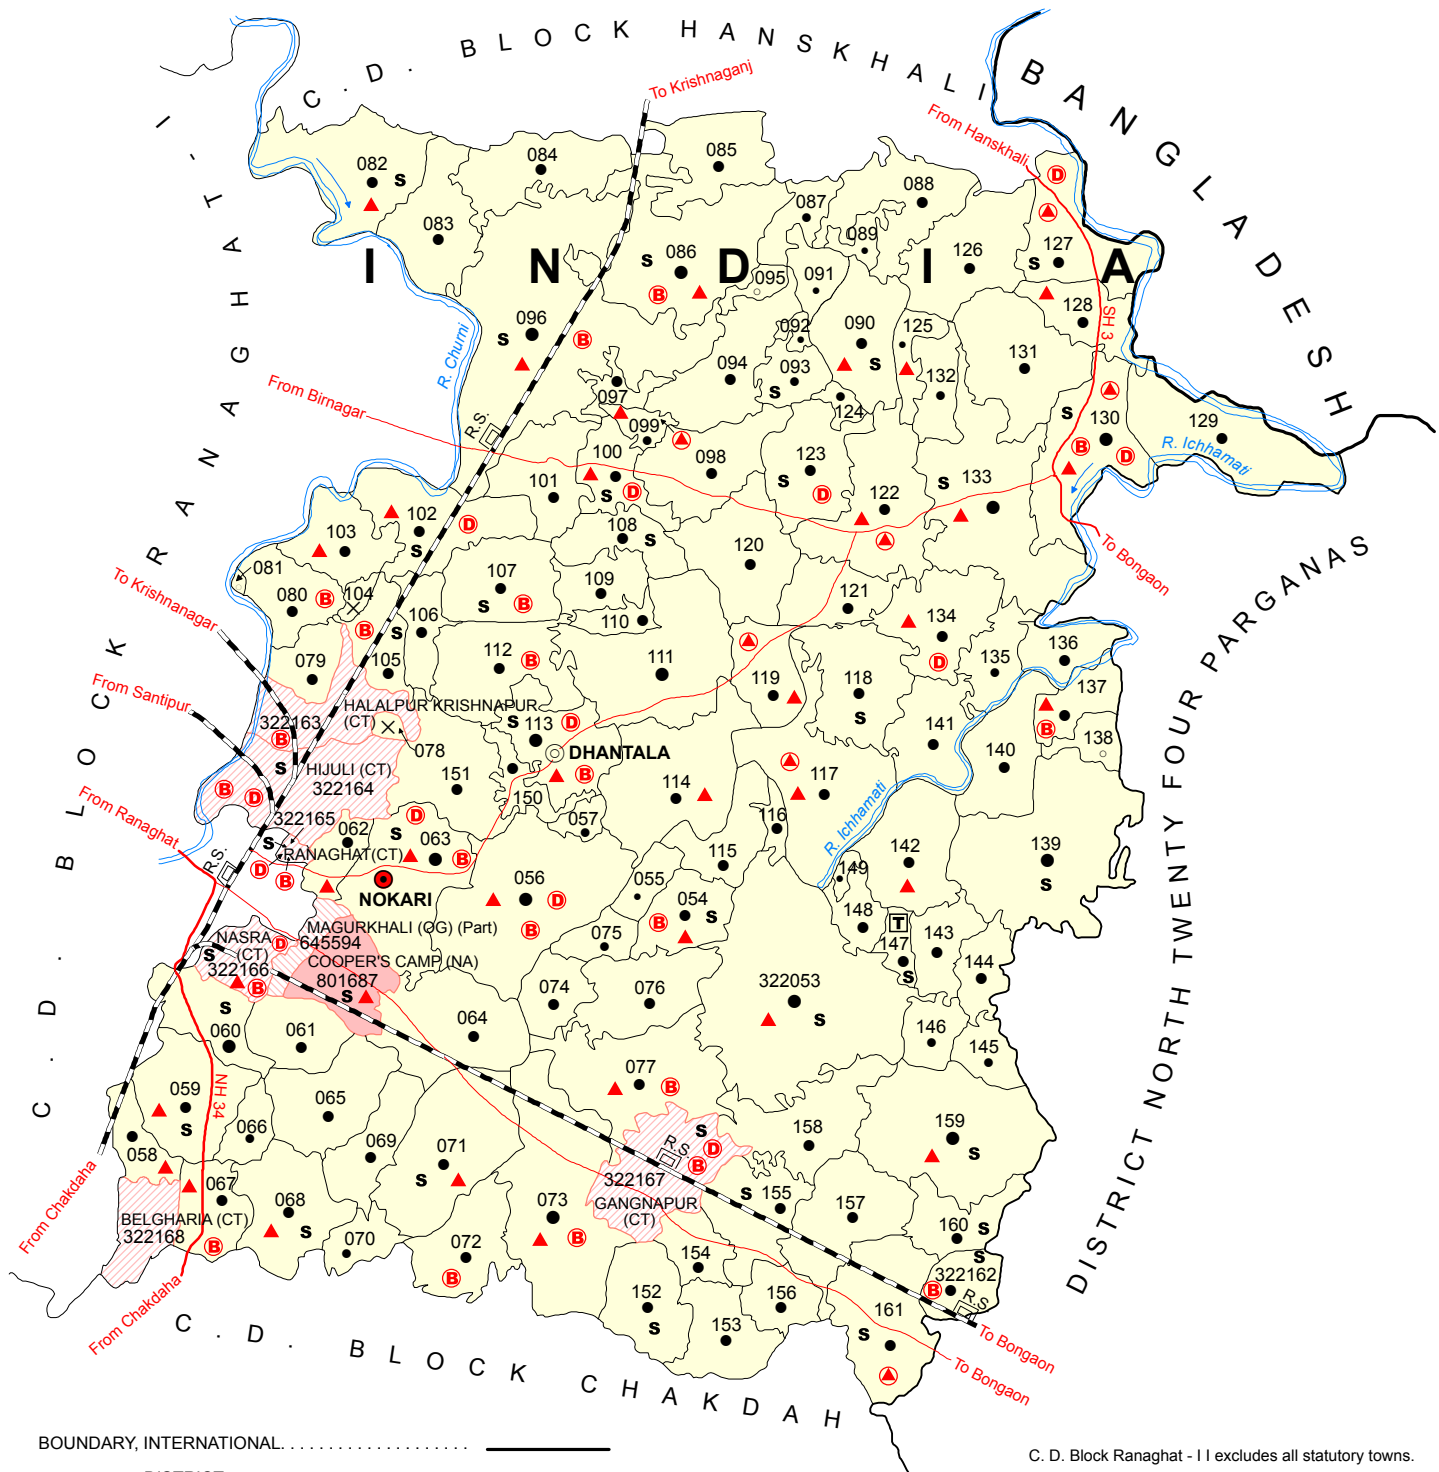 C. D. BLOCK HANSKHALI
C. D. BLOCK RANAGHAT-I
BANGLADESH
DISTRICT NORTH TWENTY FOUR PARGANAS
C. D. BLOCK CHAKDAH
INDIA
To Krishnaganj
From Hanskhali
082 S
083
084
085
086 S B
087
088
089
095
091
126
127 S D
128
SH 3
R. Churni
096 S B
092
090 S
125
093 S
094
124
132
131
130 S B D
129
R. Ichhamati
From Birnagar
R.S.
097
099
100 S D
098
101
123 S D
122
133 S
102 S D
103
081
080 B
104
To Krishnanagar
From Santipur
107 S B
106 S B
105
108 S
109
110
120
121
134 D
To Bongaon
135
136
137 B
138
079
112 B
111
119
118 S
141
140
322163 B
HALALPUR KRISHNAPUR
(CT)
078
113 S D
DHANTALA
B
HIJULI (CT)
322164
S
B D
151
150
114
117
R. Ichhamati
From Ranaghat
R.S.
322165
S
RANAGHAT(CT)
D B
062
063 S D B
057
116
115
142
149
139 S
NOKARI
056 D B
055
054 S B
148
T
147 S
143
MAGURKHALI (OG) (Part)
645594
NASRA
(CT)
322166
S D B
COOPER'S CAMP (NA)
801687
S
075
074
076
322053 S
144
146
145
060 S
061
064
077 B
059 S
NH 34
065
066
058
069
071 S
158
159 S
R.S
S D B
322167
GANGNAPUR
(CT)
155 S
157
160 S
From Chakdaha
067
BELGHARIA (CT)
322168
B
068 S
070
072 B
073 B
154
S
322162 B
R.S
152 S
153
156
161 S
From Chakdaha
To Bongaon
To Bongaon
BOUNDARY, INTERNATIONAL. . . . . . . . . . . . . . . . . . .
C. D. Block Ranaghat - I I excludes all statutory towns.